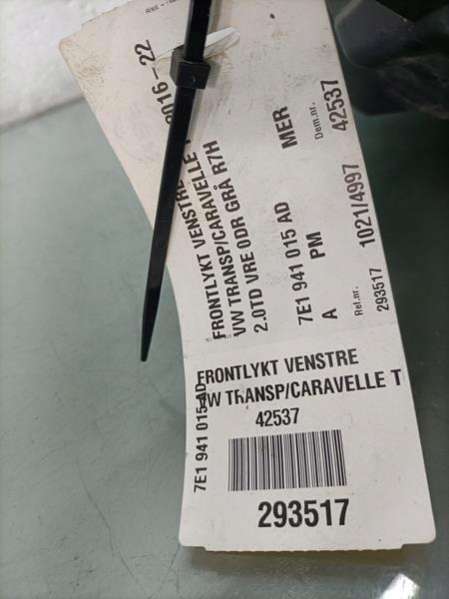 2016-22
FRONTLYKT VENSTRE
VW TRANSP/CARAVELLE T
2.0TD VRE 0DR GRÅ R7H
7E1 941 015 AD MER
A PM
Dem.nr.
42537
Ref.nr.
293517 1021/4997
FRONTLYKT VENSTRE
VW TRANSP/CARAVELLE T
42537
7E1 941 015 AD
293517